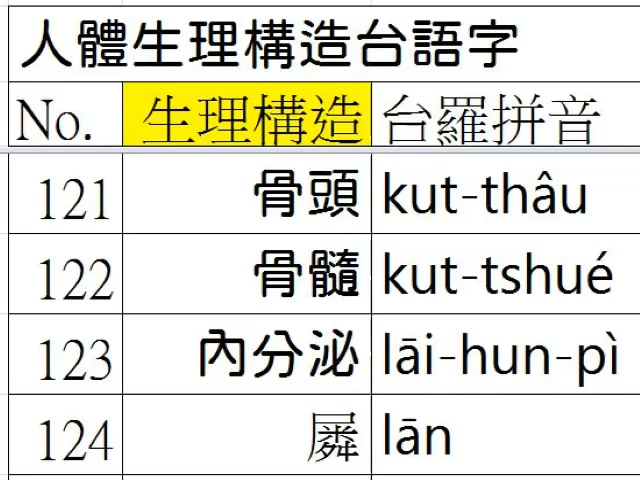 人體生理構造台語字
No. 生理構造 台羅拼音
121 骨頭 kut-thâu
122 骨髓 kut-tshué
123 內分泌 lāi-hun-pì
124 羼 lān